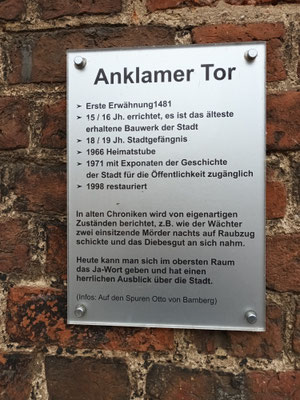 Anklamer Tor
➤ Erste Erwähnung1481
➤ 15 / 16 Jh. errichtet, es ist das älteste
erhaltene Bauwerk der Stadt
➤ 18 / 19 Jh. Stadtgefängnis
➤ 1966 Heimatstube
➤ 1971 mit Exponaten der Geschichte
der Stadt für die Öffentlichkeit zugänglich
➤ 1998 restauriert
In alten Chroniken wird von eigenartigen
Zuständen berichtet, z.B. wie der Wächter
zwei einsitzende Mörder nachts auf Raubzug
schickte und das Diebesgut an sich nahm.
Heute kann man sich im obersten Raum
das Ja-Wort geben und hat einen
herrlichen Ausblick über die Stadt.
(Infos: Auf den Spuren Otto von Bamberg)